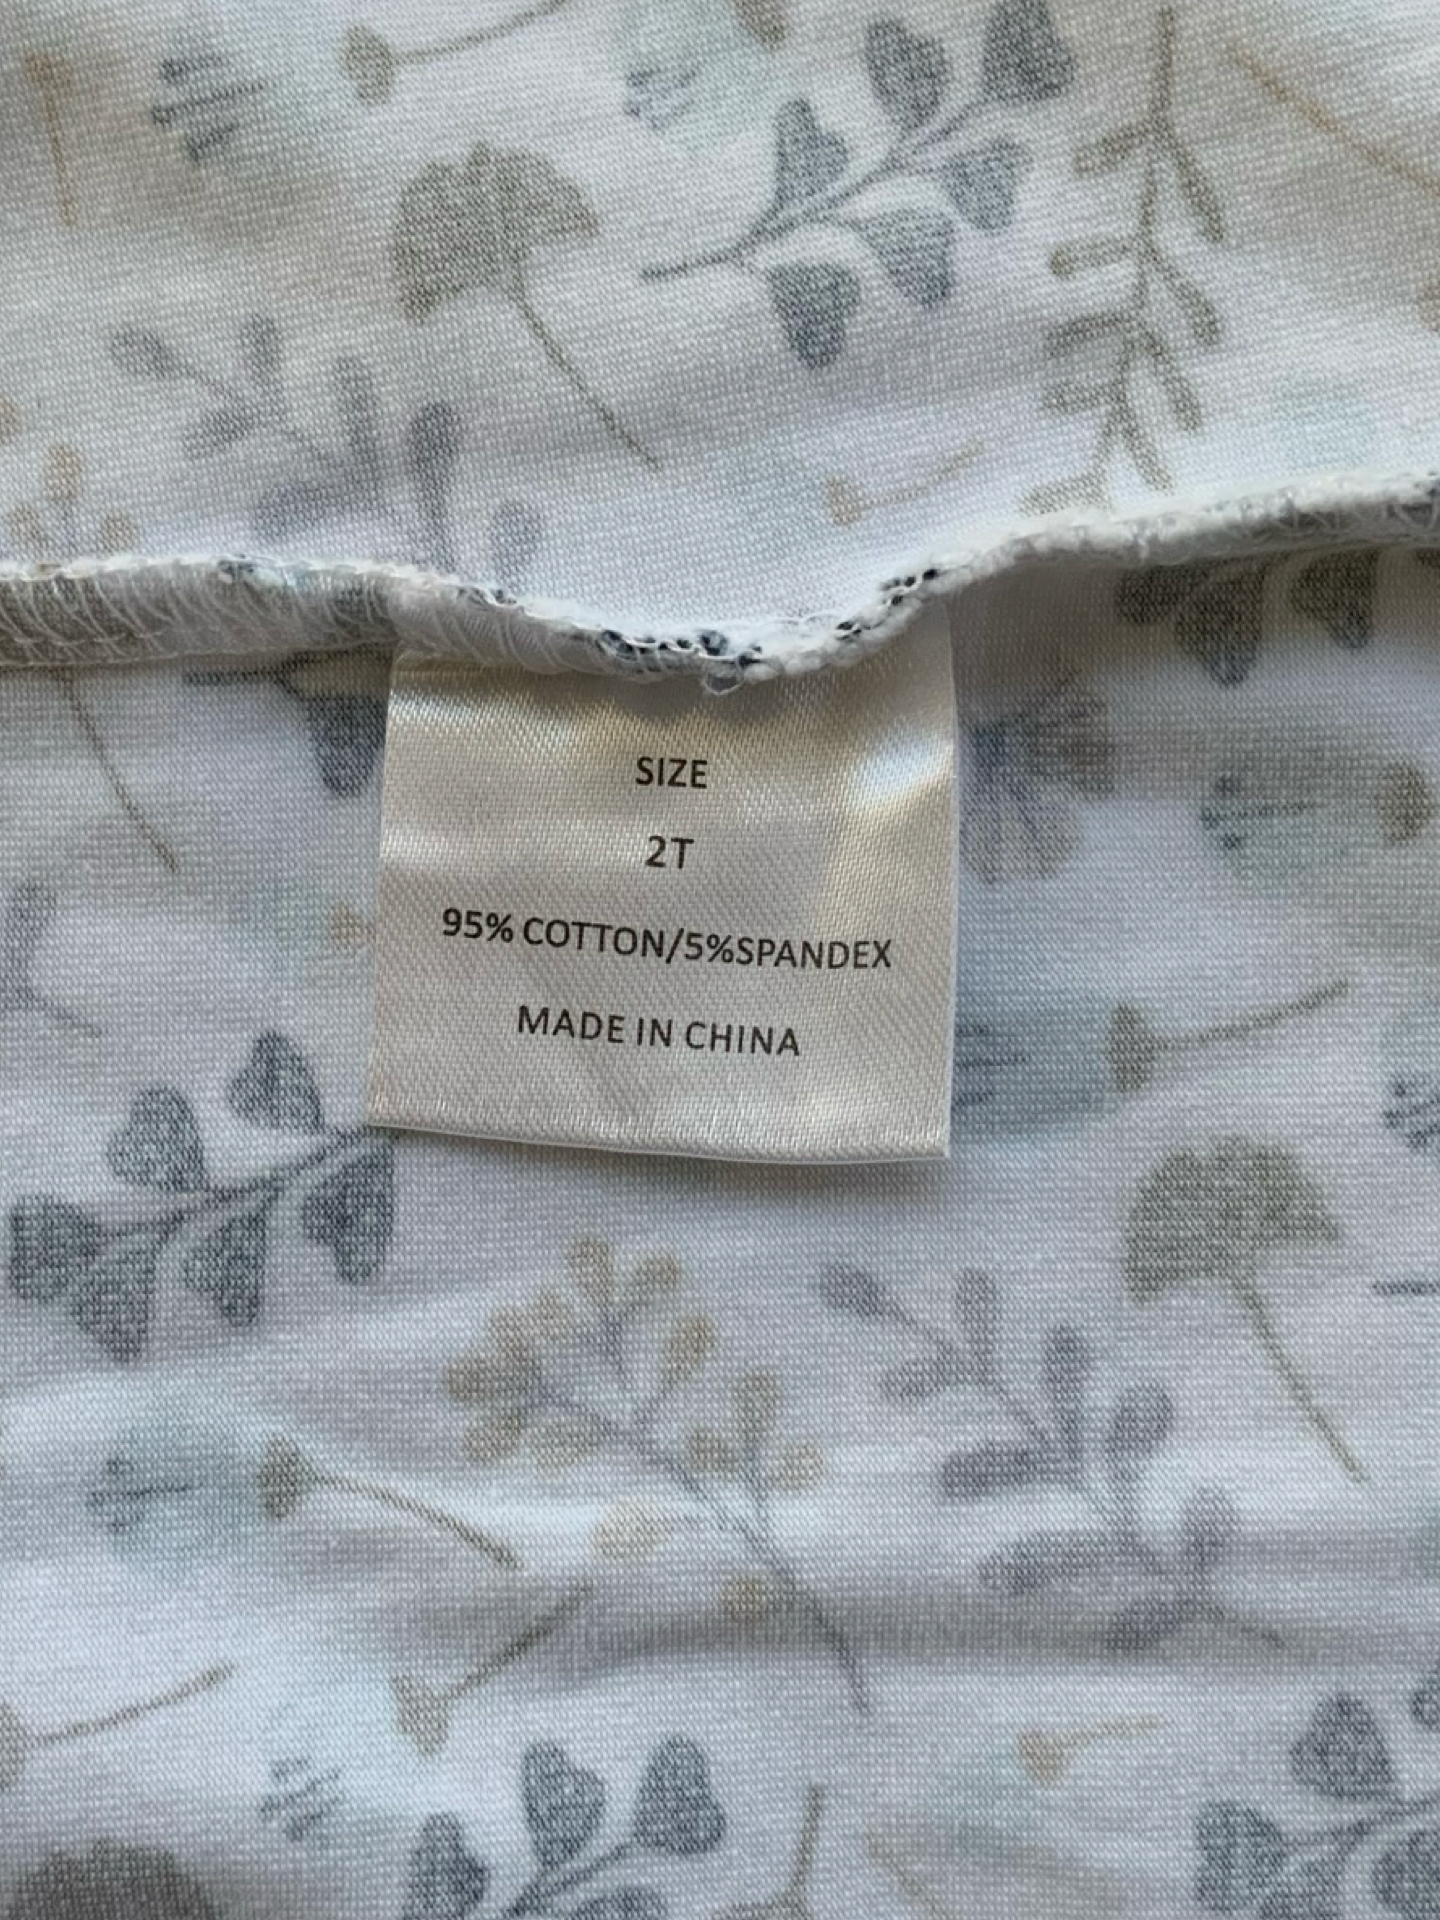 SIZE
2T
95% COTTON/5%SPANDEX
MADE IN CHINA